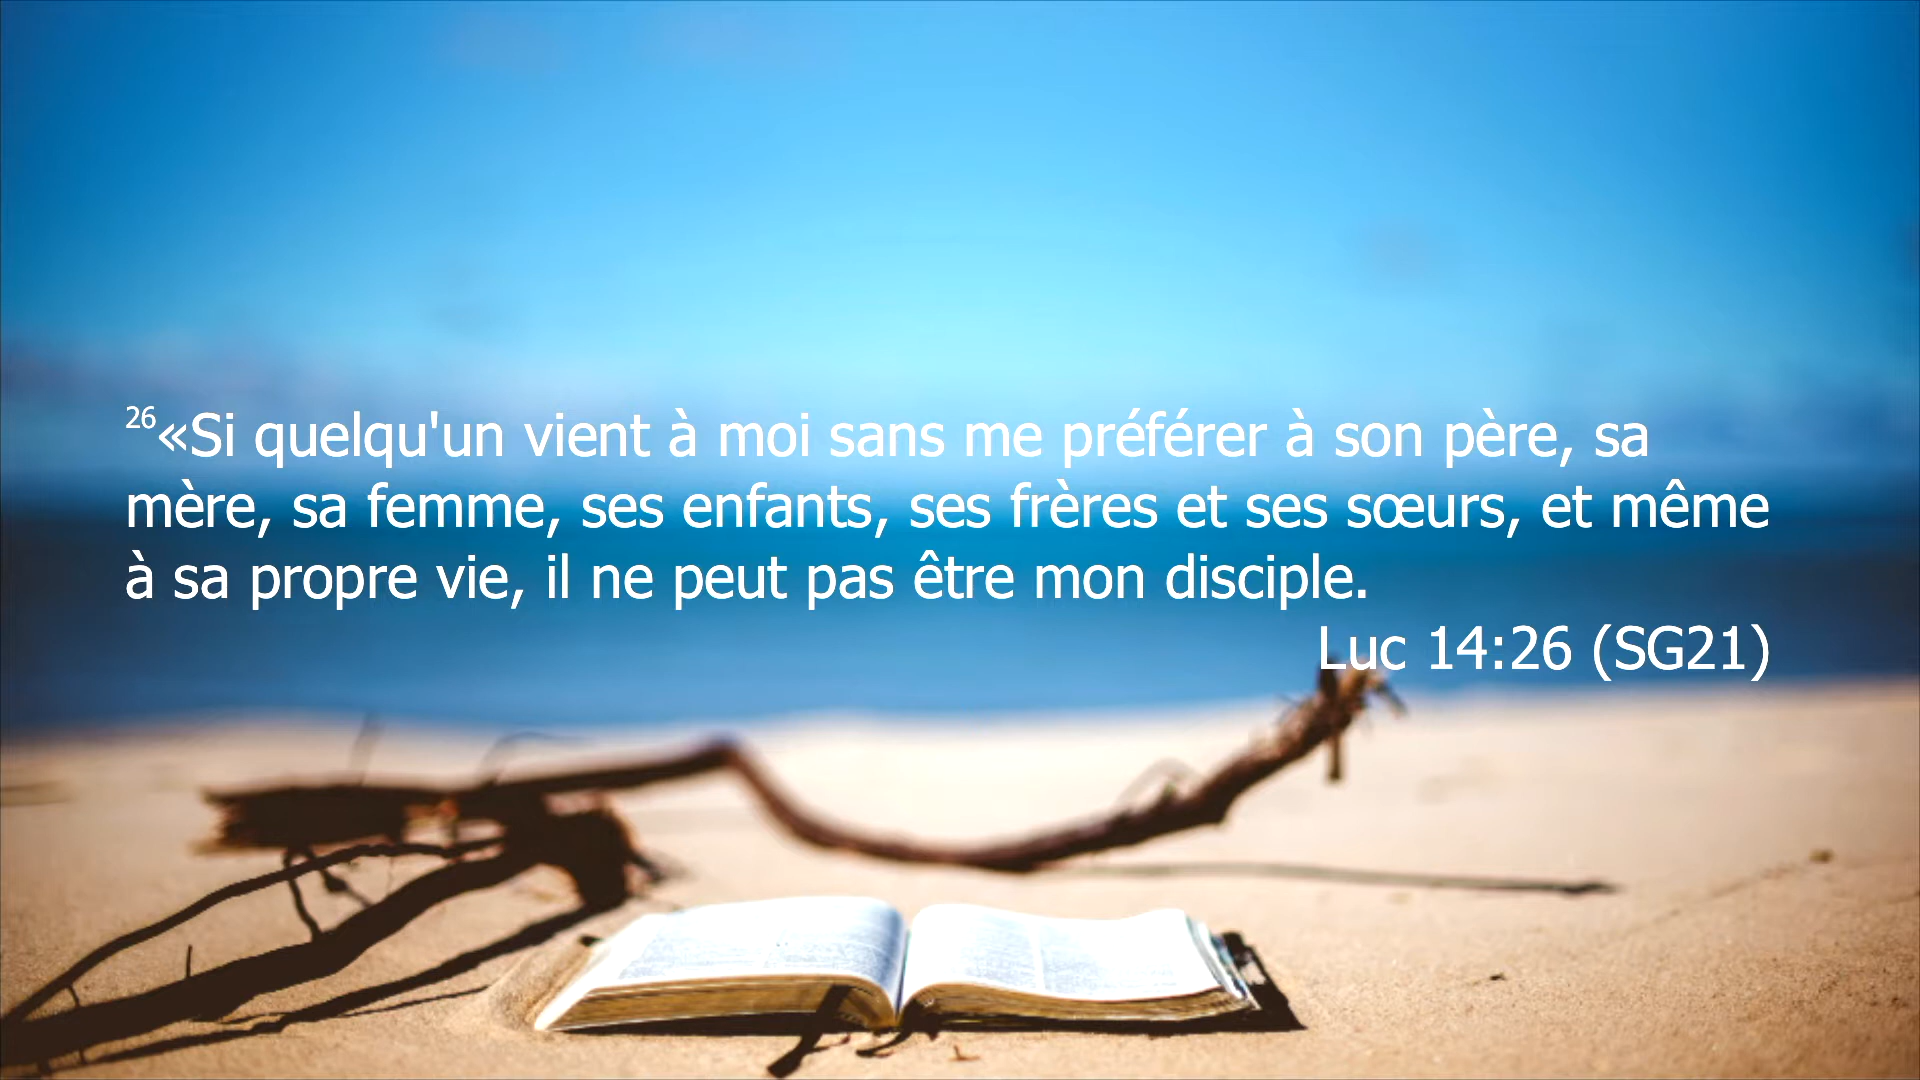 26«Si quelqu'un vient à moi sans me préférer à son père, sa
mère, sa femme, ses enfants, ses frères et ses sœurs, et même
à sa propre vie, il ne peut pas être mon disciple.
Luc 14:26 (SG21)